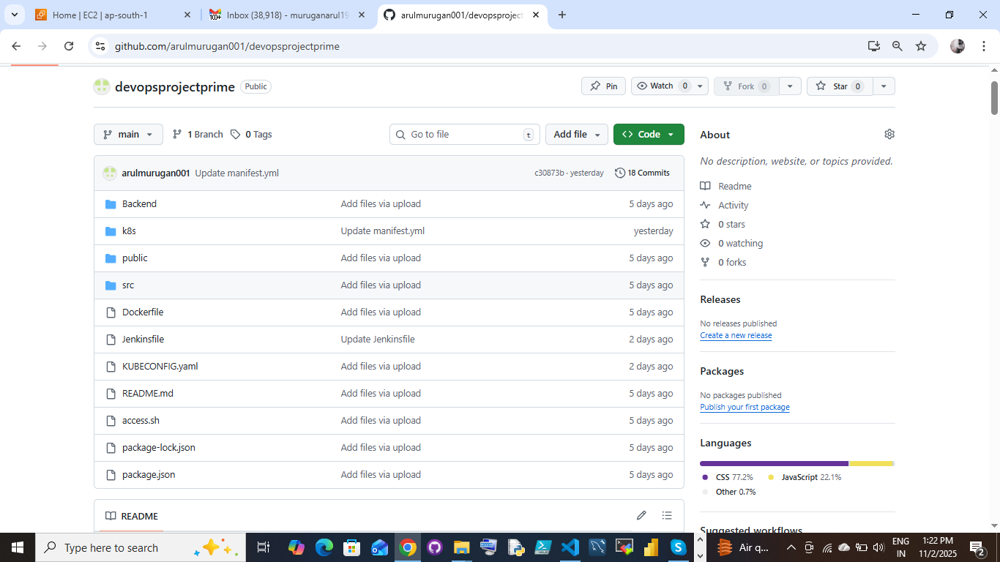 Home | EC2 | ap-south-1
10+
Inbox (38,918) - muruganarul19
arulmurugan001/devopsproject
github.com/arulmurugan001/devopsprojectprime
devopsprojectprime Public
Pin
Watch 0
Fork 0
Star 0
main
1 Branch
0 Tags
Go to file t
Add file
Code
arulmurugan001 Update manifest.yml c30873b · yesterday 18 Commits
Backend Add files via upload 5 days ago
k8s Update manifest.yml yesterday
public Add files via upload 5 days ago
src Add files via upload 5 days ago
Dockerfile Add files via upload 5 days ago
Jenkinsfile Update Jenkinsfile 2 days ago
KUBECONFIG.yaml Add files via upload 2 days ago
README.md Add files via upload 5 days ago
access.sh Add files via upload 5 days ago
package-lock.json Add files via upload 5 days ago
package.json Add files via upload 5 days ago
README
About
No description, website, or topics provided.
Readme
Activity
0 stars
0 watching
0 forks
Releases
No releases published
Create a new release
Packages
No packages published
Publish your first package
Languages
CSS 77.2% JavaScript 22.1%
Other 0.7%
Suggested workflows
Type here to search
Air q...
ENG
IN
1:22 PM
11/2/2025
2